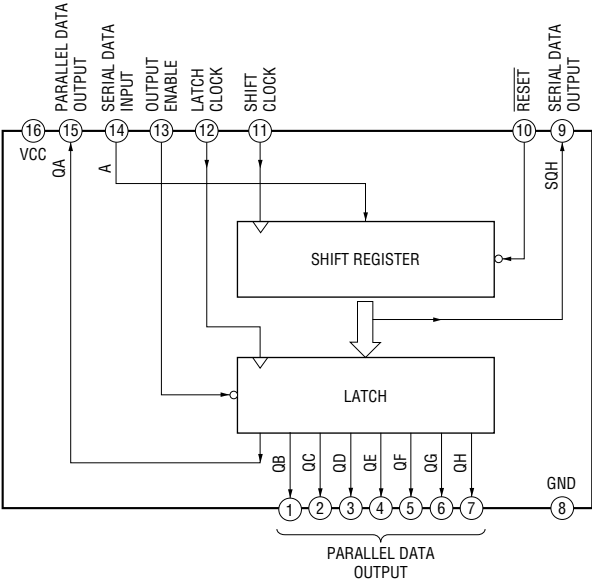 PARALLEL DATA
OUTPUT
SERIAL DATA
INPUT
OUTPUT
ENABLE
LATCH
CLOCK
SHIFT
CLOCK
RESET
SERIAL DATA
OUTPUT
16
15
14
13
12
11
10
9
VCC
QA
A
SQH
SHIFT REGISTER
LATCH
QB
QC
QD
QE
QF
QG
QH
GND
1
2
3
4
5
6
7
8
PARALLEL DATA
OUTPUT